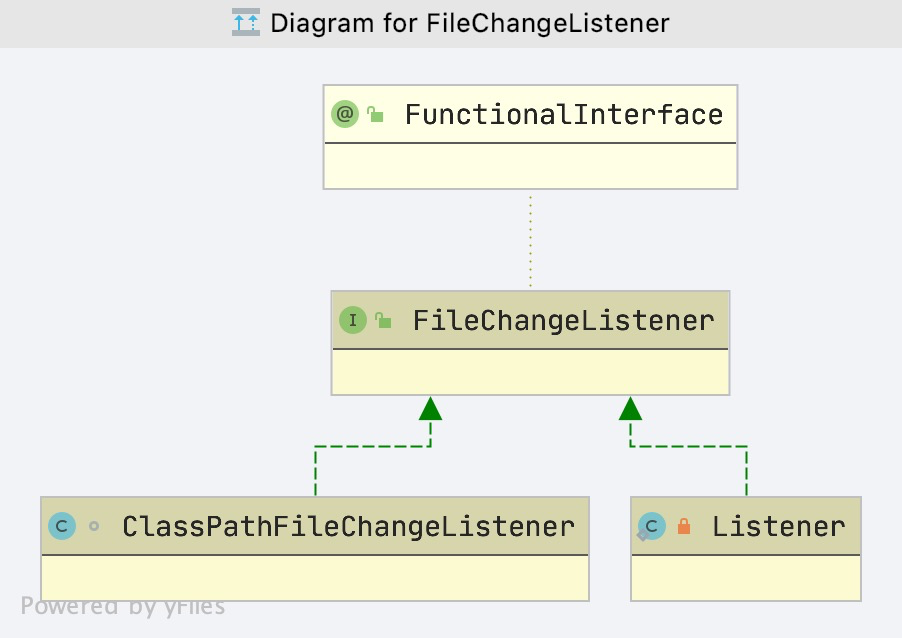 Diagram for FileChangeListener
@ FunctionalInterface
I FileChangeListener
C ClassPathFileChangeListener
C Listener
Powered by yFiles